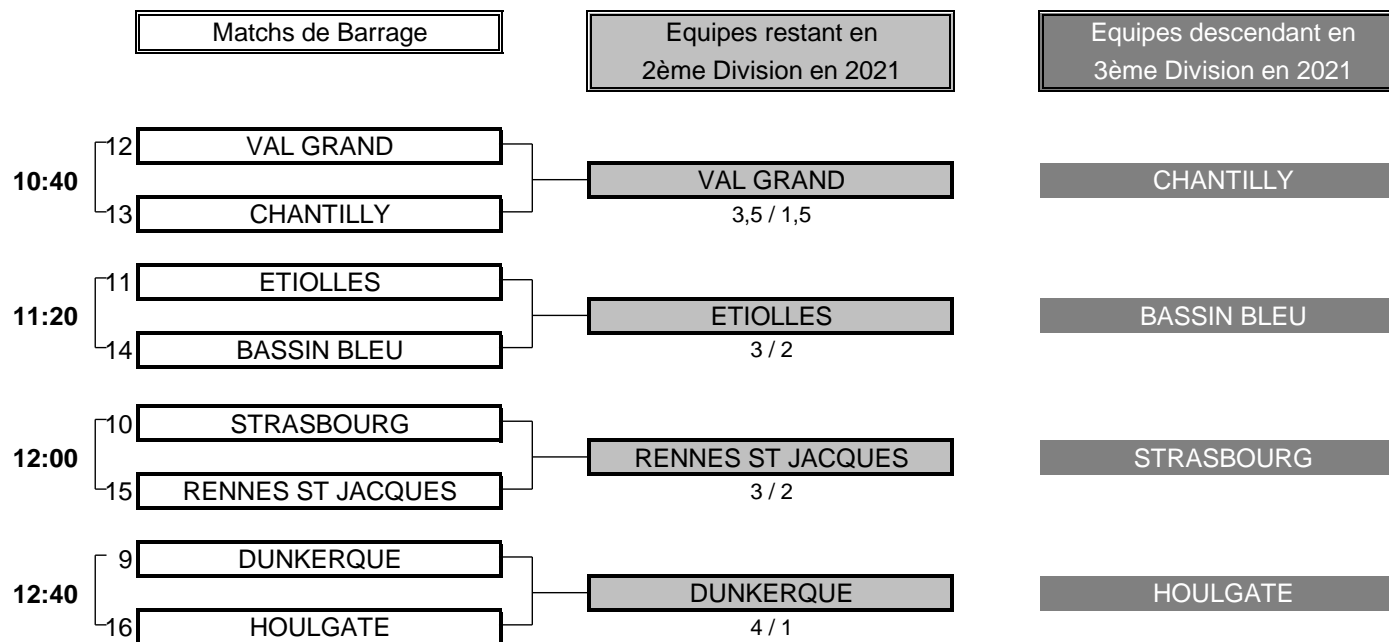 Matchs de Barrage
Equipes restant en
2ème Division en 2021
Equipes descendant en
3ème Division en 2021
12 VAL GRAND
10:40 VAL GRAND CHANTILLY
13 CHANTILLY 3,5 / 1,5
11 ETIOLLES
11:20 ETIOLLES BASSIN BLEU
14 BASSIN BLEU 3 / 2
10 STRASBOURG
12:00 RENNES ST JACQUES STRASBOURG
15 RENNES ST JACQUES 3 / 2
9 DUNKERQUE
12:40 DUNKERQUE HOULGATE
16 HOULGATE 4 / 1